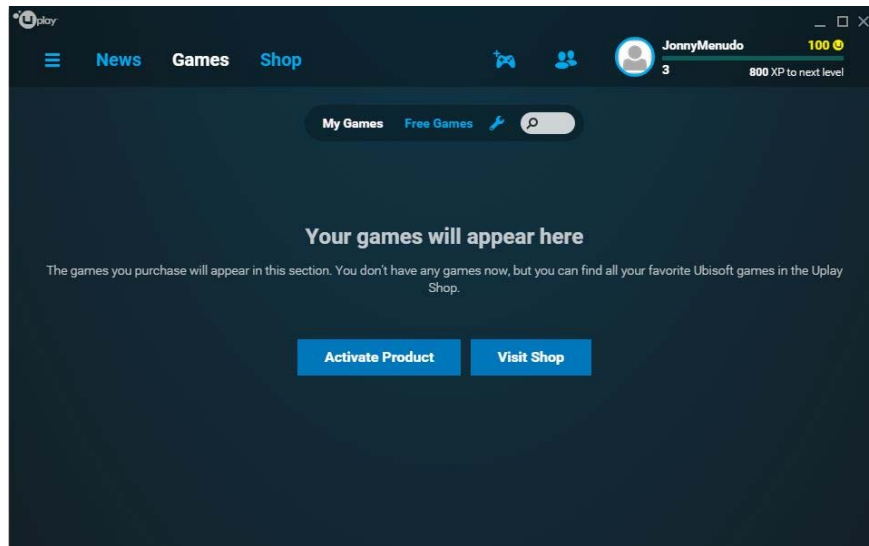 Uplay
News Games Shop
JonnyMenudo 100
3 800 XP to next level
My Games Free Games
Your games will appear here
The games you purchase will appear in this section. You don't have any games now, but you can find all your favorite Ubisoft games in the Uplay
Shop.
Activate Product Visit Shop